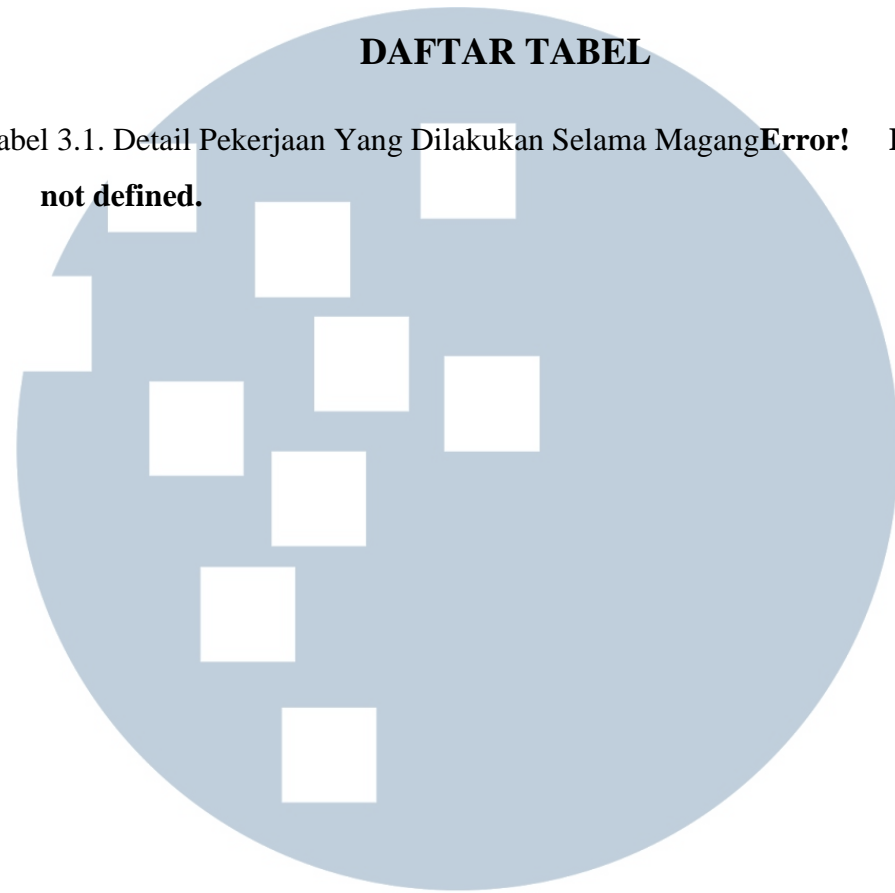 DAFTAR TABEL
abel 3.1. Detail Pekerjaan Yang Dilakukan Selama MagangError!
not defined.